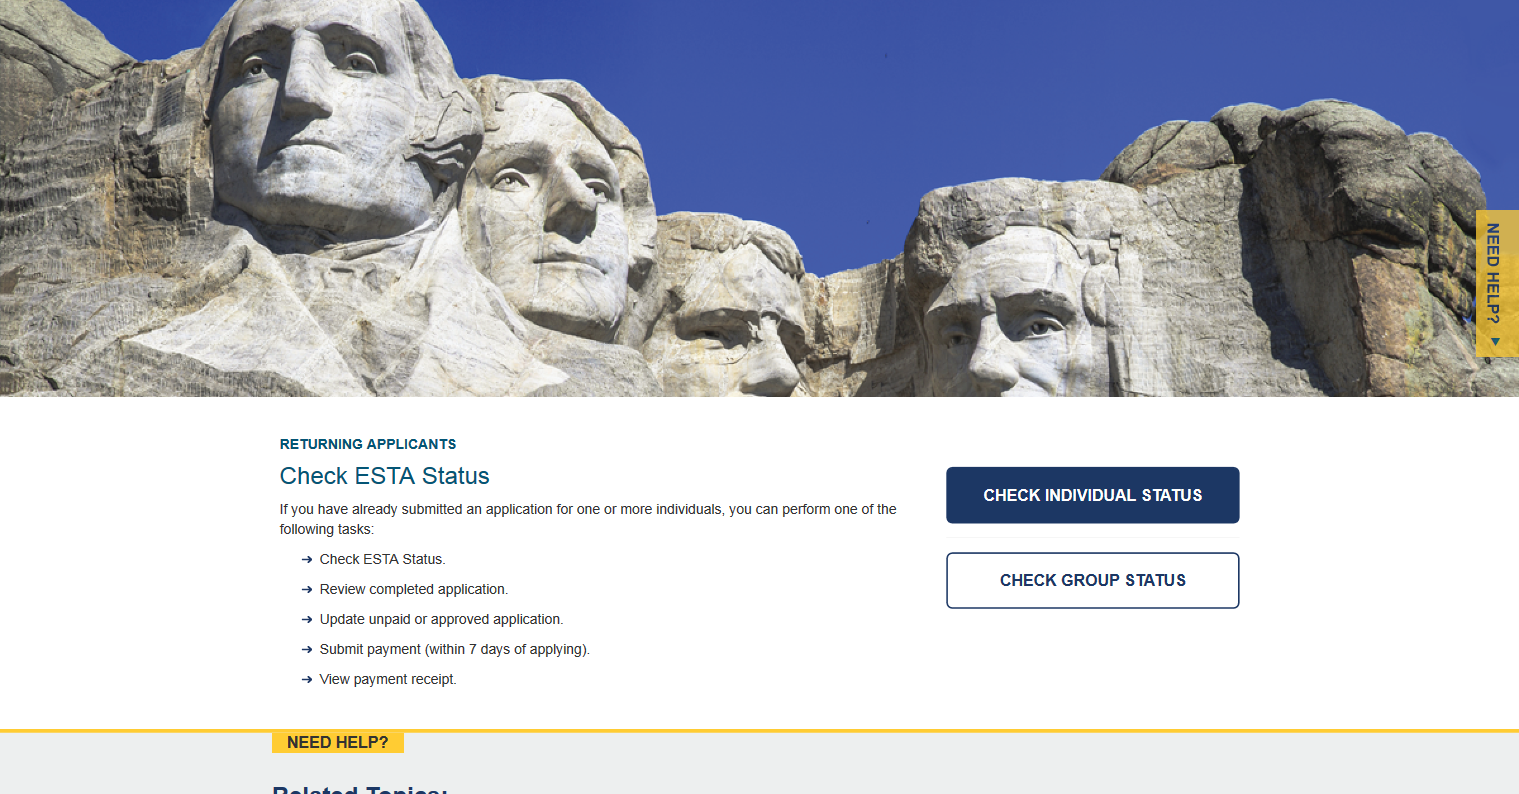 NEED HELP?
RETURNING APPLICANTS
Check ESTA Status
If you have already submitted an application for one or more individuals, you can perform one of the
following tasks:
Check ESTA Status.
Review completed application.
Update unpaid or approved application.
Submit payment (within 7 days of applying).
View payment receipt.
CHECK INDIVIDUAL STATUS
CHECK GROUP STATUS
NEED HELP?
Related Topics: